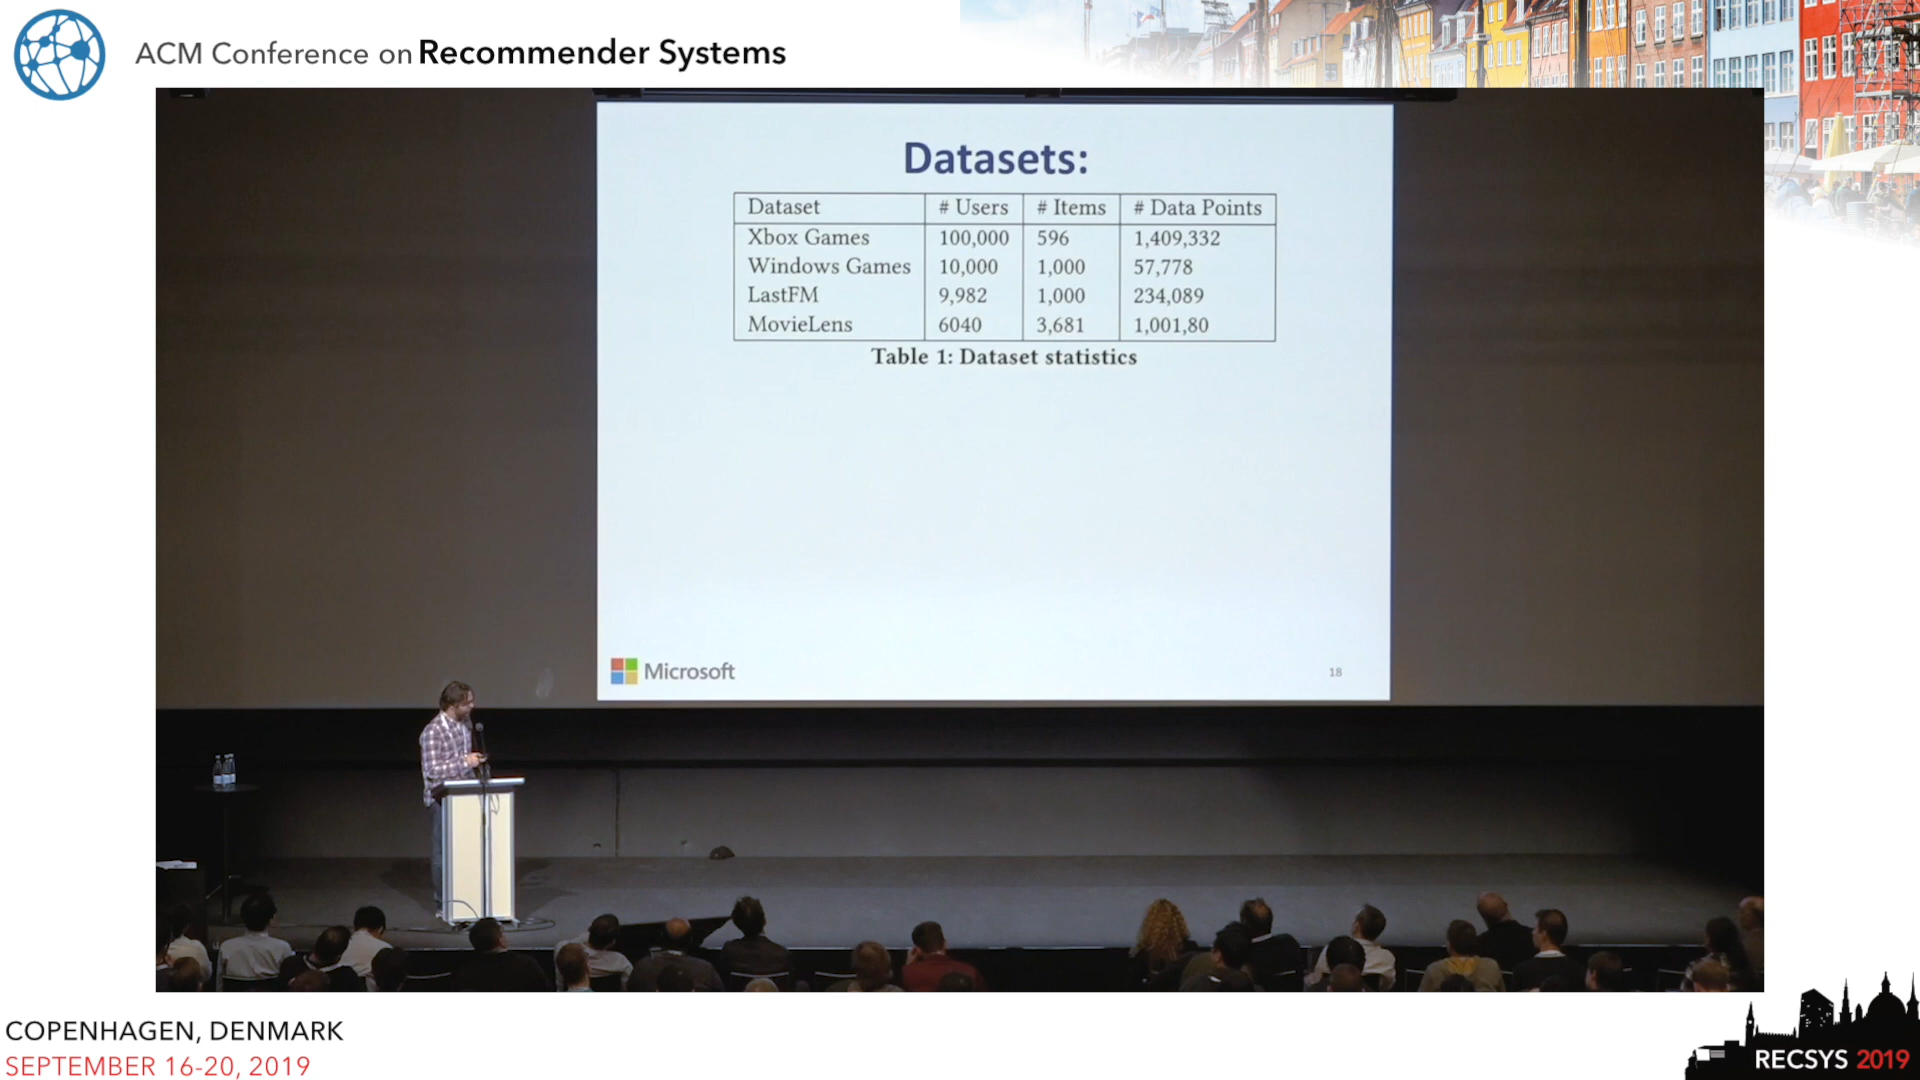 ACM Conference on Recommender Systems
Datasets:
Dataset # Users # Items # Data Points
Xbox Games 100,000 596 1,409,332
Windows Games 10,000 1,000 57,778
LastFM 9,982 1,000 234,089
MovieLens 6040 3,681 1,001,80
Table 1: Dataset statistics
Microsoft 18
COPENHAGEN, DENMARK
SEPTEMBER 16-20, 2019
RECSYS 2019